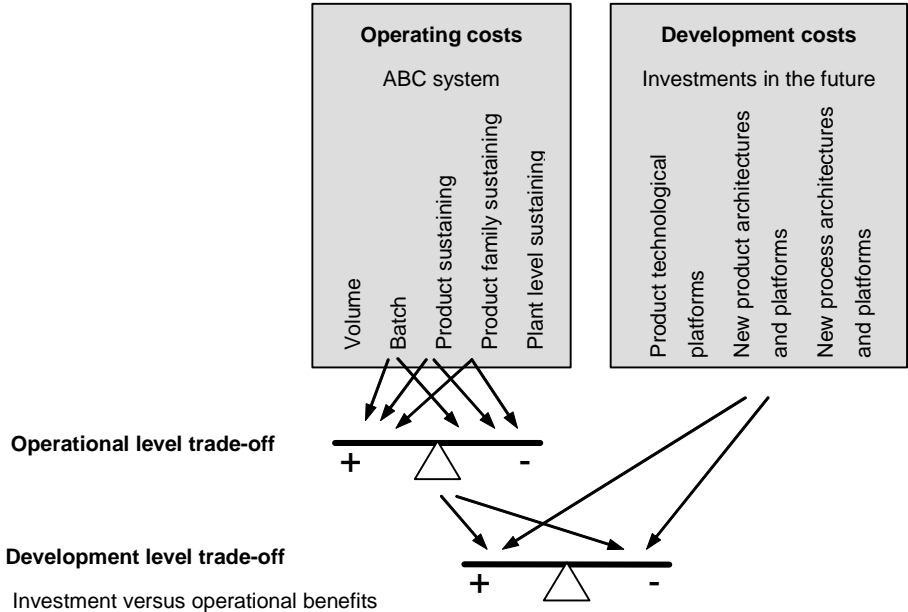 Operating costs
ABC system
Volume
Batch
Product sustaining
Product family sustaining
Plant level sustaining
Development costs
Investments in the future
Product technological
platforms
New product architectures
and platforms
New process architectures
and platforms
Operational level trade-off
+ -
Development level trade-off
+ -
Investment versus operational benefits